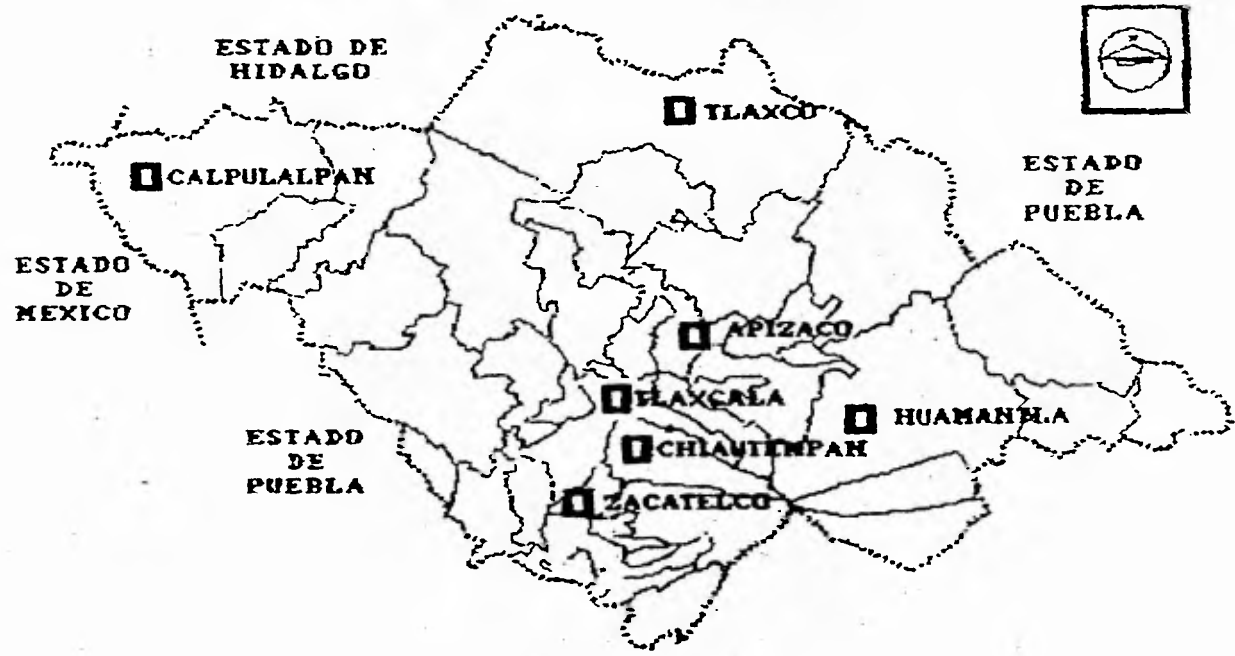 ESTADO DE
HIDALGO
TLAXCO
CALPULALPAN
ESTADO
DE
PUEBLA
ESTADO
DE
MEXICO
APIZACO
TLAXCALA
HUAMANTLA
ESTADO
DE
PUEBLA
CHIAUTEMPAN
ZACATELCO